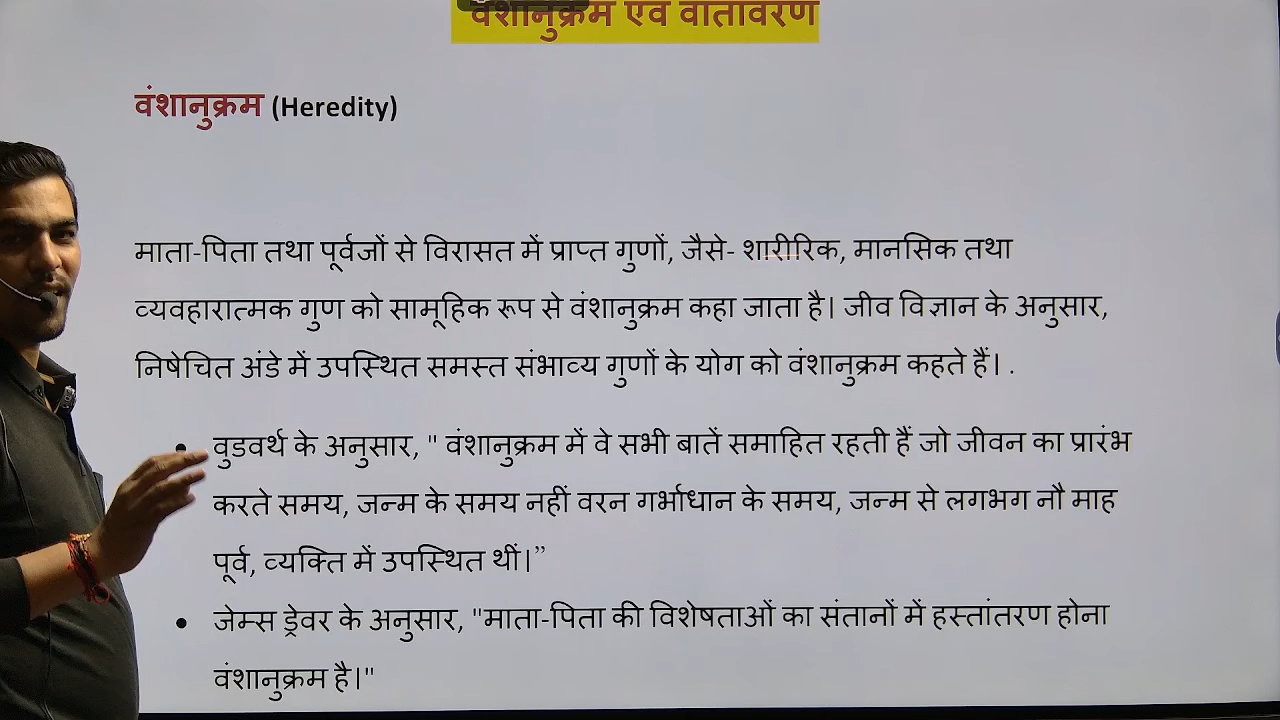 वंशानुक्रम एवं वातावरण
वंशानुक्रम (Heredity)
माता-पिता तथा पूर्वजों से विरासत में प्राप्त गुणों, जैसे- शारीरिक, मानसिक तथा
व्यवहारात्मक गुण को सामूहिक रूप से वंशानुक्रम कहा जाता है। जीव विज्ञान के अनुसार,
निषेचित अंडे में उपस्थित समस्त संभाव्य गुणों के योग को वंशानुक्रम कहते हैं। .
• वुडवर्थ के अनुसार, " वंशानुक्रम में वे सभी बातें समाहित रहती हैं जो जीवन का प्रारंभ
करते समय, जन्म के समय नहीं वरन गर्भाधान के समय, जन्म से लगभग नौ माह
पूर्व, व्यक्ति में उपस्थित थीं।”
• जेम्स ड्रेवर के अनुसार, "माता-पिता की विशेषताओं का संतानों में हस्तांतरण होना
वंशानुक्रम है।"